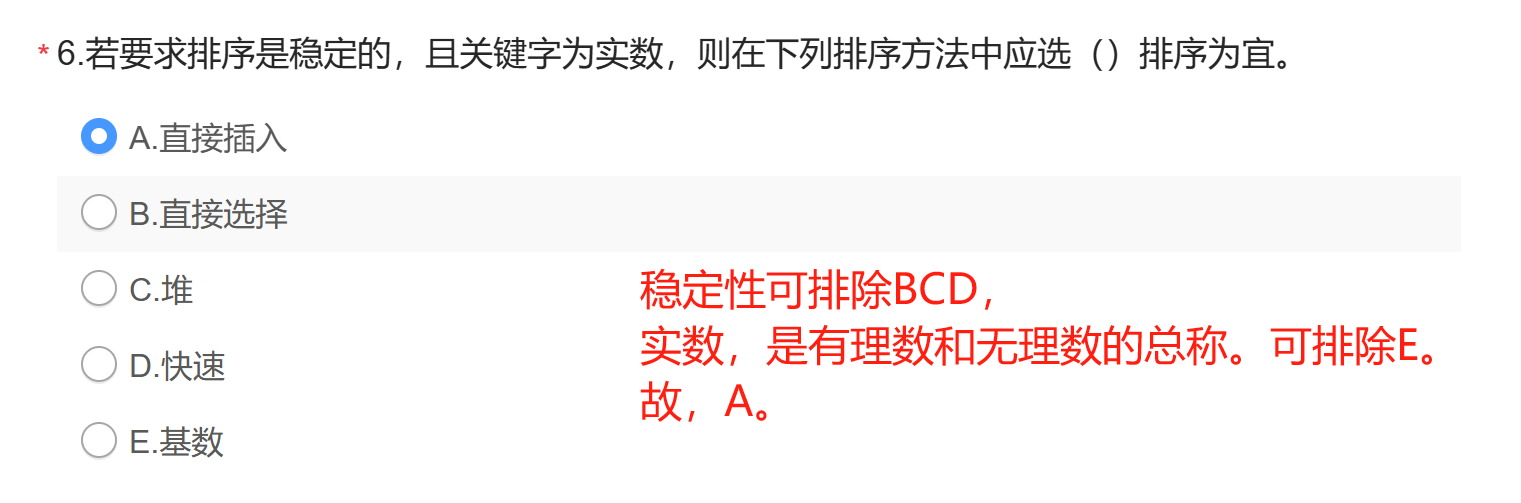 * 6.若要求排序是稳定的，且关键字为实数，则在下列排序方法中应选（）排序为宜。
A.直接插入
B.直接选择
C.堆
稳定性可排除BCD，
实数，是有理数和无理数的总称。可排除E。
D.快速
故，A。
E.基数